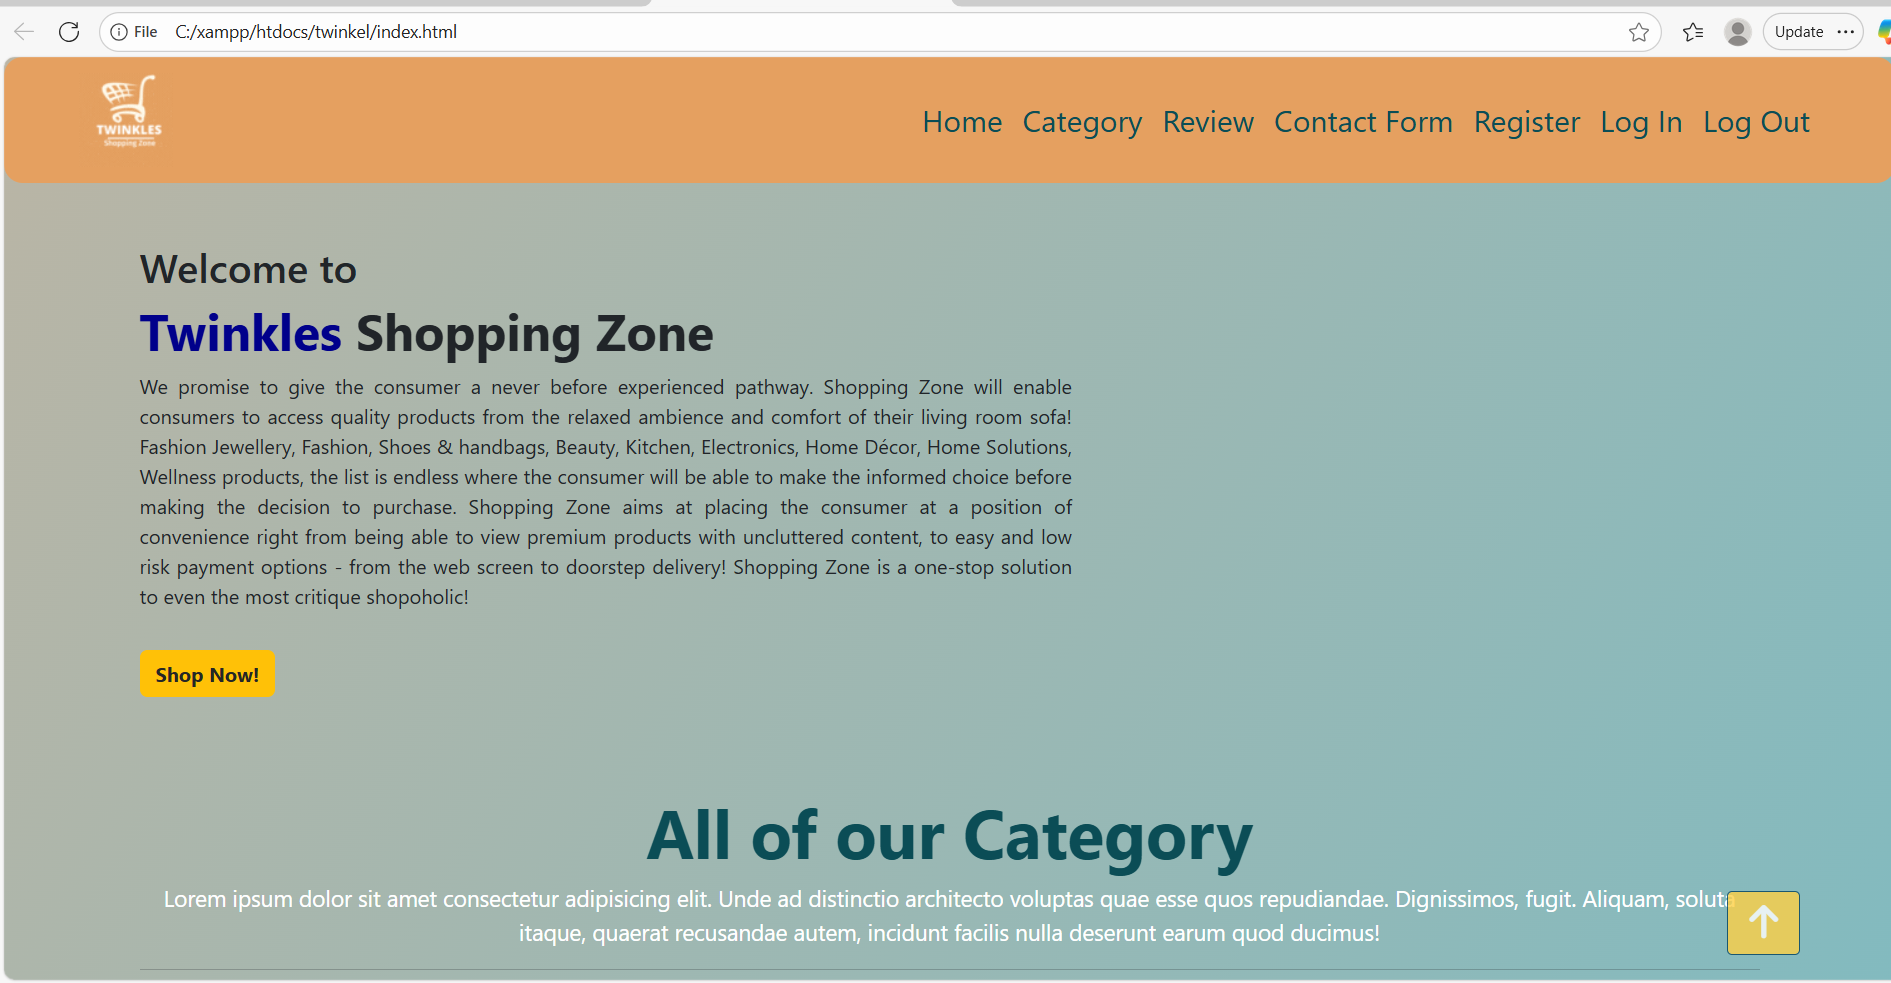 File C:/xampp/htdocs/twinkel/index.html
Update
TWINKLES
Shopping Zone
Home Category Review Contact Form Register Log In Log Out
Welcome to
Twinkles Shopping Zone
We promise to give the consumer a never before experienced pathway. Shopping Zone will enable
consumers to access quality products from the relaxed ambience and comfort of their living room sofa!
Fashion Jewellery, Fashion, Shoes & handbags, Beauty, Kitchen, Electronics, Home Décor, Home Solutions,
Wellness products, the list is endless where the consumer will be able to make the informed choice before
making the decision to purchase. Shopping Zone aims at placing the consumer at a position of
convenience right from being able to view premium products with uncluttered content, to easy and low
risk payment options - from the web screen to doorstep delivery! Shopping Zone is a one-stop solution
to even the most critique shopoholic!
Shop Now!
All of our Category
Lorem ipsum dolor sit amet consectetur adipisicing elit. Unde ad distinctio architecto voluptas quae esse quos repudiandae. Dignissimos, fugit. Aliquam, soluta
itaque, quaerat recusandae autem, incidunt facilis nulla deserunt earum quod ducimus!